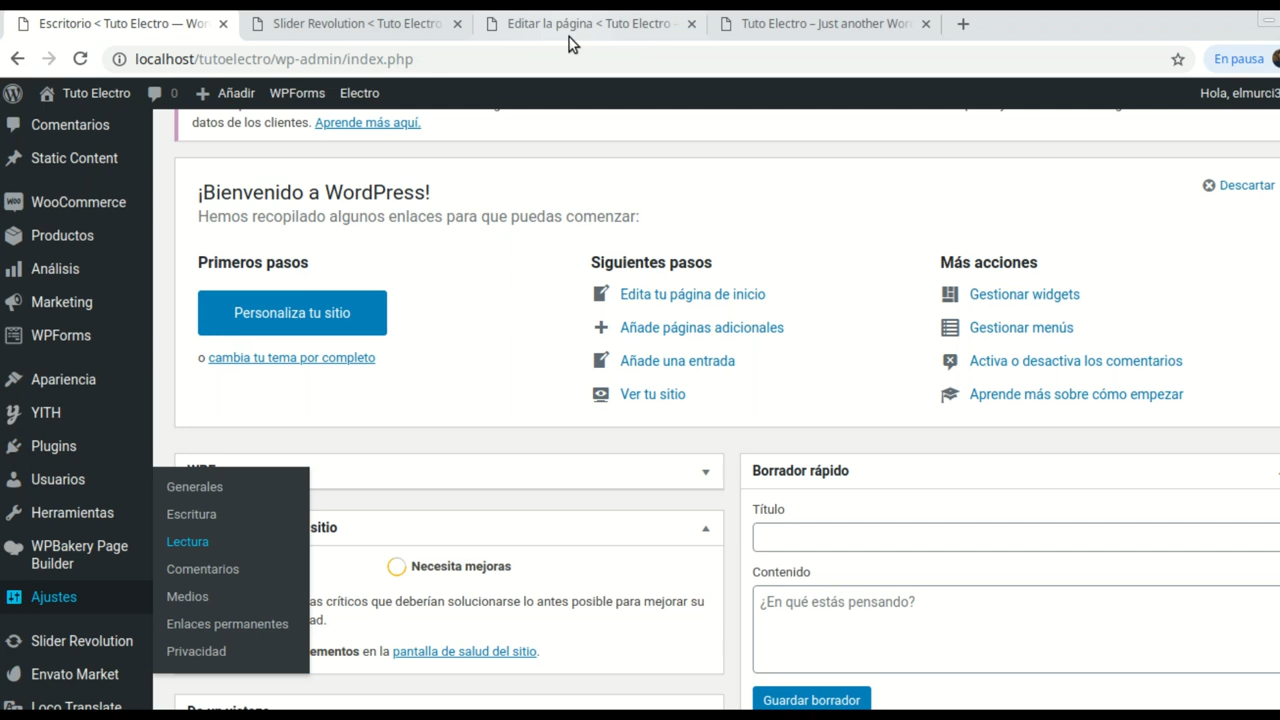 Escritorio < Tuto Electro — Wor
Slider Revolution < Tuto Electro
Editar la página < Tuto Electro –
Tuto Electro – Just another Wor
localhost/tutoelectro/wp-admin/index.php
En pausa
Tuto Electro
0
Añadir
WPForms
Electro
Hola, elmurci3
Comentarios
Static Content
WooCommerce
Productos
Análisis
Marketing
WPForms
Apariencia
YITH
Plugins
Usuarios
Herramientas
WPBakery Page
Builder
Ajustes
Slider Revolution
Envato Market
Loco Translate
Generales
Escritura
Lectura
Comentarios
Medios
Enlaces permanentes
Privacidad
datos de los clientes. Aprende más aquí.
¡Bienvenido a WordPress!
Descartar
Hemos recopilado algunos enlaces para que puedas comenzar:
Primeros pasos
Personaliza tu sitio
o cambia tu tema por completo
Siguientes pasos
Edita tu página de inicio
Añade páginas adicionales
Añade una entrada
Ver tu sitio
Más acciones
Gestionar widgets
Gestionar menús
Activa o desactiva los comentarios
Aprende más sobre cómo empezar
sitio
Necesita mejoras
as críticos que deberían solucionarse lo antes posible para mejorar su
ad.
ementos en la pantalla de salud del sitio.
Borrador rápido
Título
Contenido
¿En qué estás pensando?
Guardar borrador